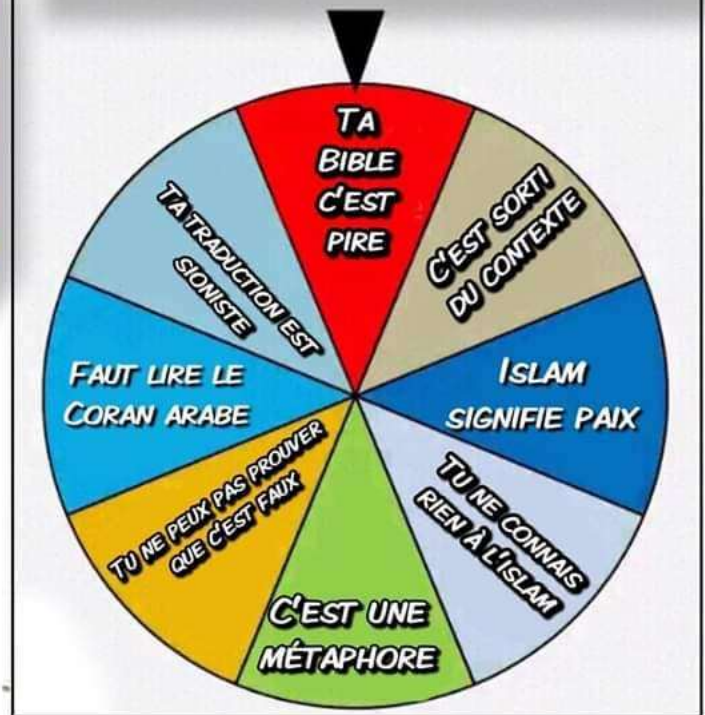 TA
BIBLE
C'EST
PIRE
C'EST SORTI
DU CONTEXTE
ISLAM
SIGNIFIE PAIX
TU NE CONNAIS
RIEN À L'ISLAM
C'EST UNE
MÉTAPHORE
TU NE PEUX PAS PROUVER
QUE C'EST FAUX
FAUT LIRE LE
CORAN ARABE
TA TRADUCTION EST
SIONISTE